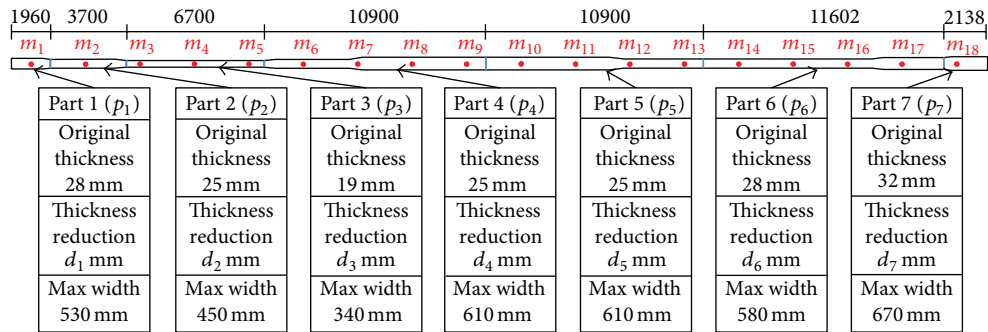 1960 3700 6700 10900 10900 11602 2138
m₁ m₂ m₃ m₄ m₅ m₆ m₇ m₈ m₉ m₁₀ m₁₁ m₁₂ m₁₃ m₁₄ m₁₅ m₁₆ m₁₇ m₁₈
Part 1 (p₁)
Original
thickness
28 mm
Thickness
reduction
d₁ mm
Max width
530 mm
Part 2 (p₂)
Original
thickness
25 mm
Thickness
reduction
d₂ mm
Max width
450 mm
Part 3 (p₃)
Original
thickness
19 mm
Thickness
reduction
d₃ mm
Max width
340 mm
Part 4 (p₄)
Original
thickness
25 mm
Thickness
reduction
d₄ mm
Max width
610 mm
Part 5 (p₅)
Original
thickness
25 mm
Thickness
reduction
d₅ mm
Max width
610 mm
Part 6 (p₆)
Original
thickness
28 mm
Thickness
reduction
d₆ mm
Max width
580 mm
Part 7 (p₇)
Original
thickness
32 mm
Thickness
reduction
d₇ mm
Max width
670 mm